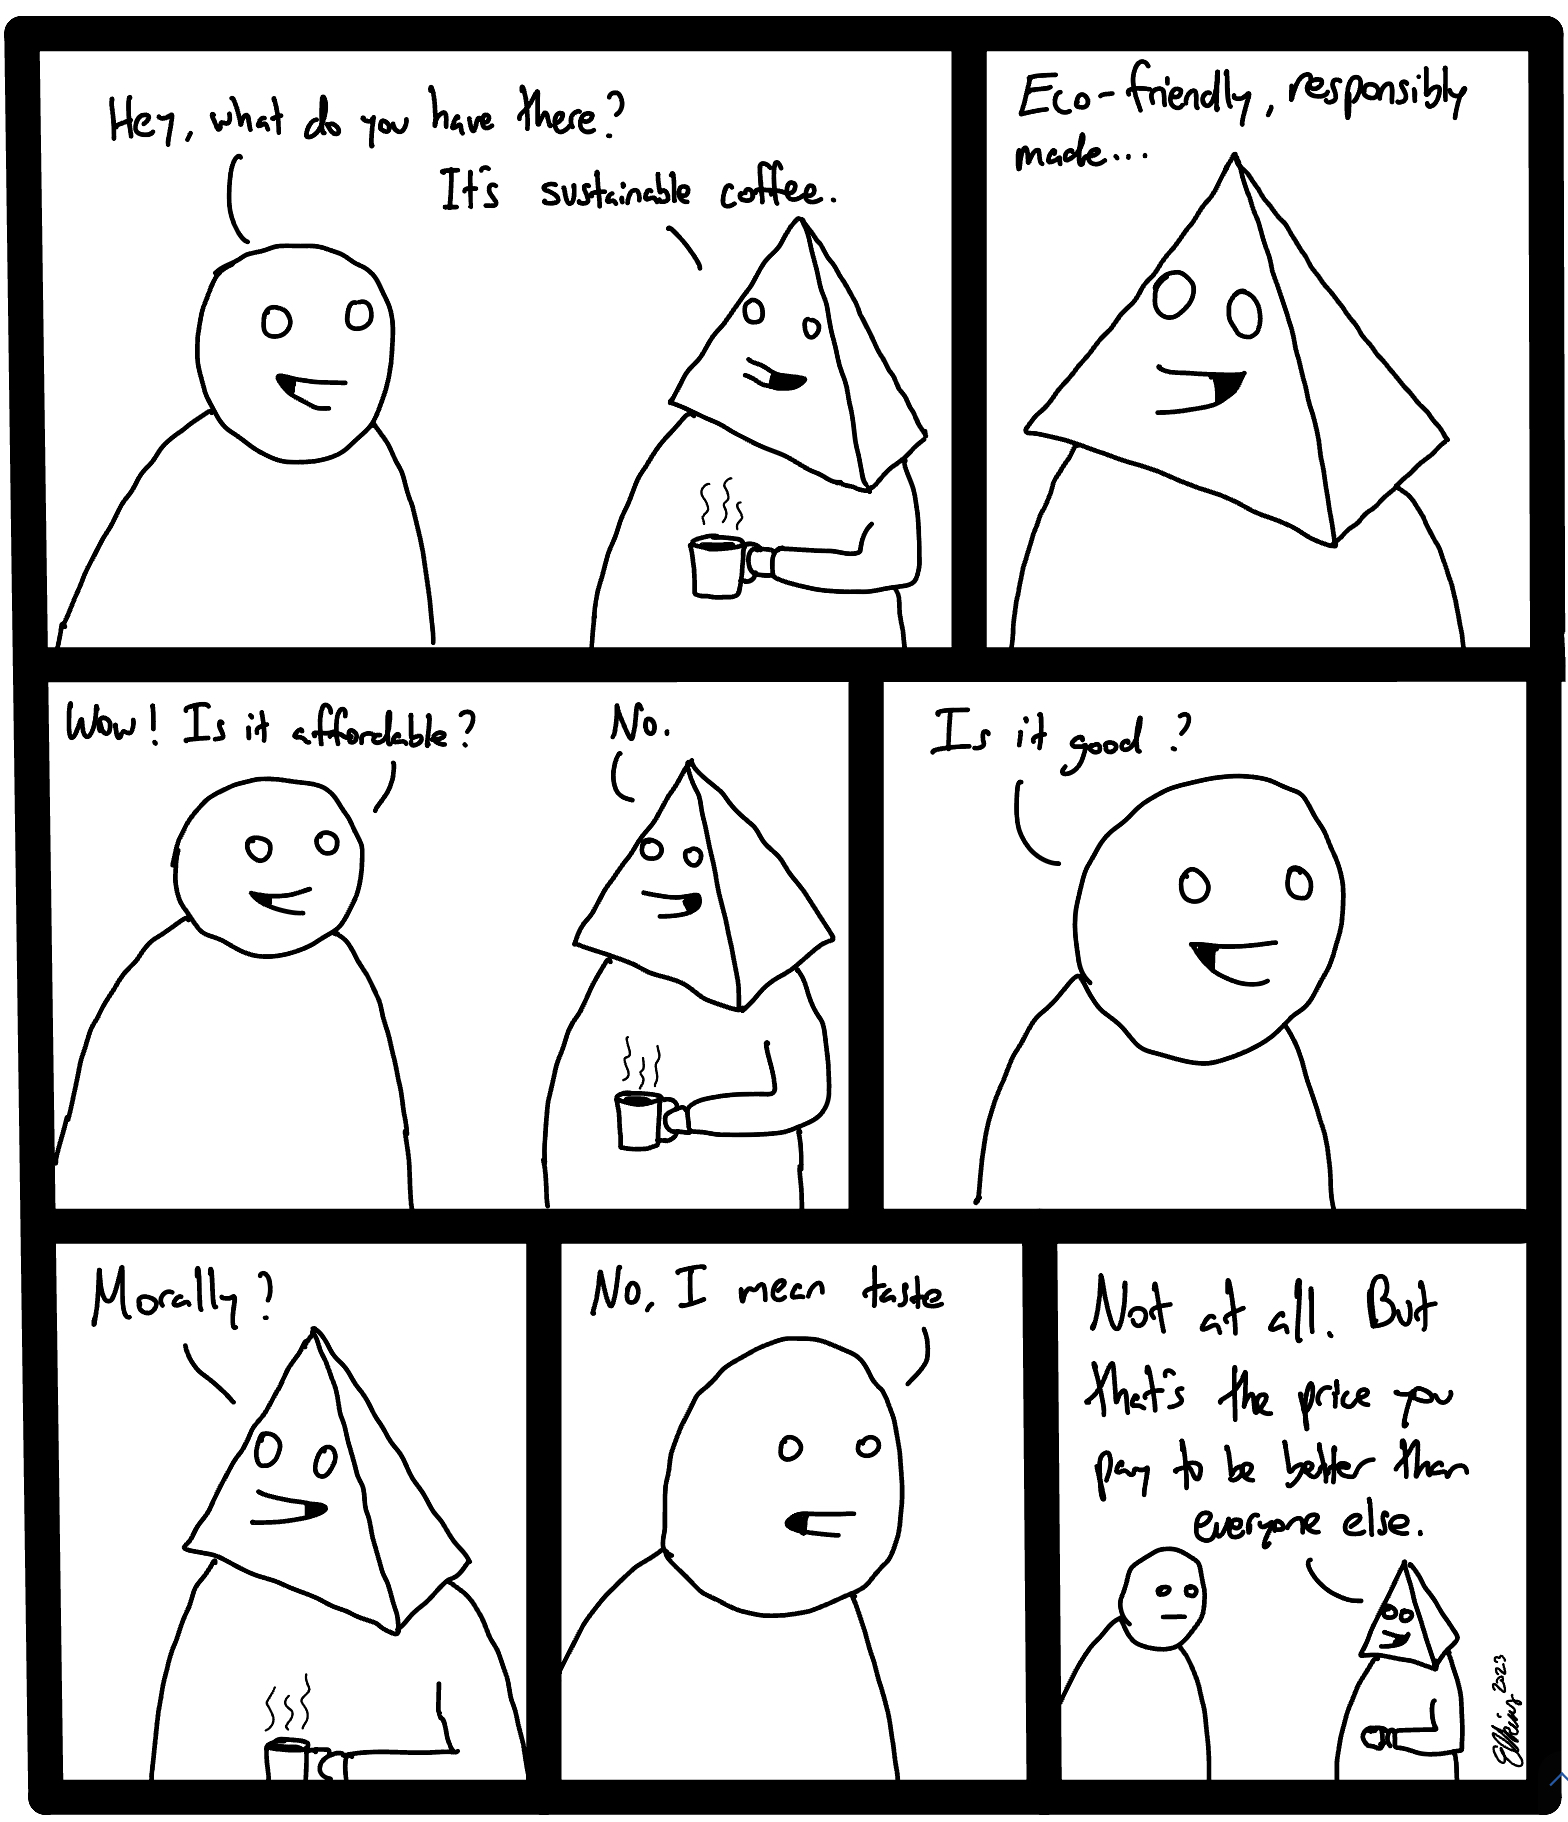 Hey, what do you have there?
It's sustainable coffee.
Eco-friendly, responsibly
made...
Wow! Is it affordable?
No.
Is it good?
Morally?
No, I mean taste
Not at all. But
that's the price you
pay to be better than
everyone else.
Elkins 2023